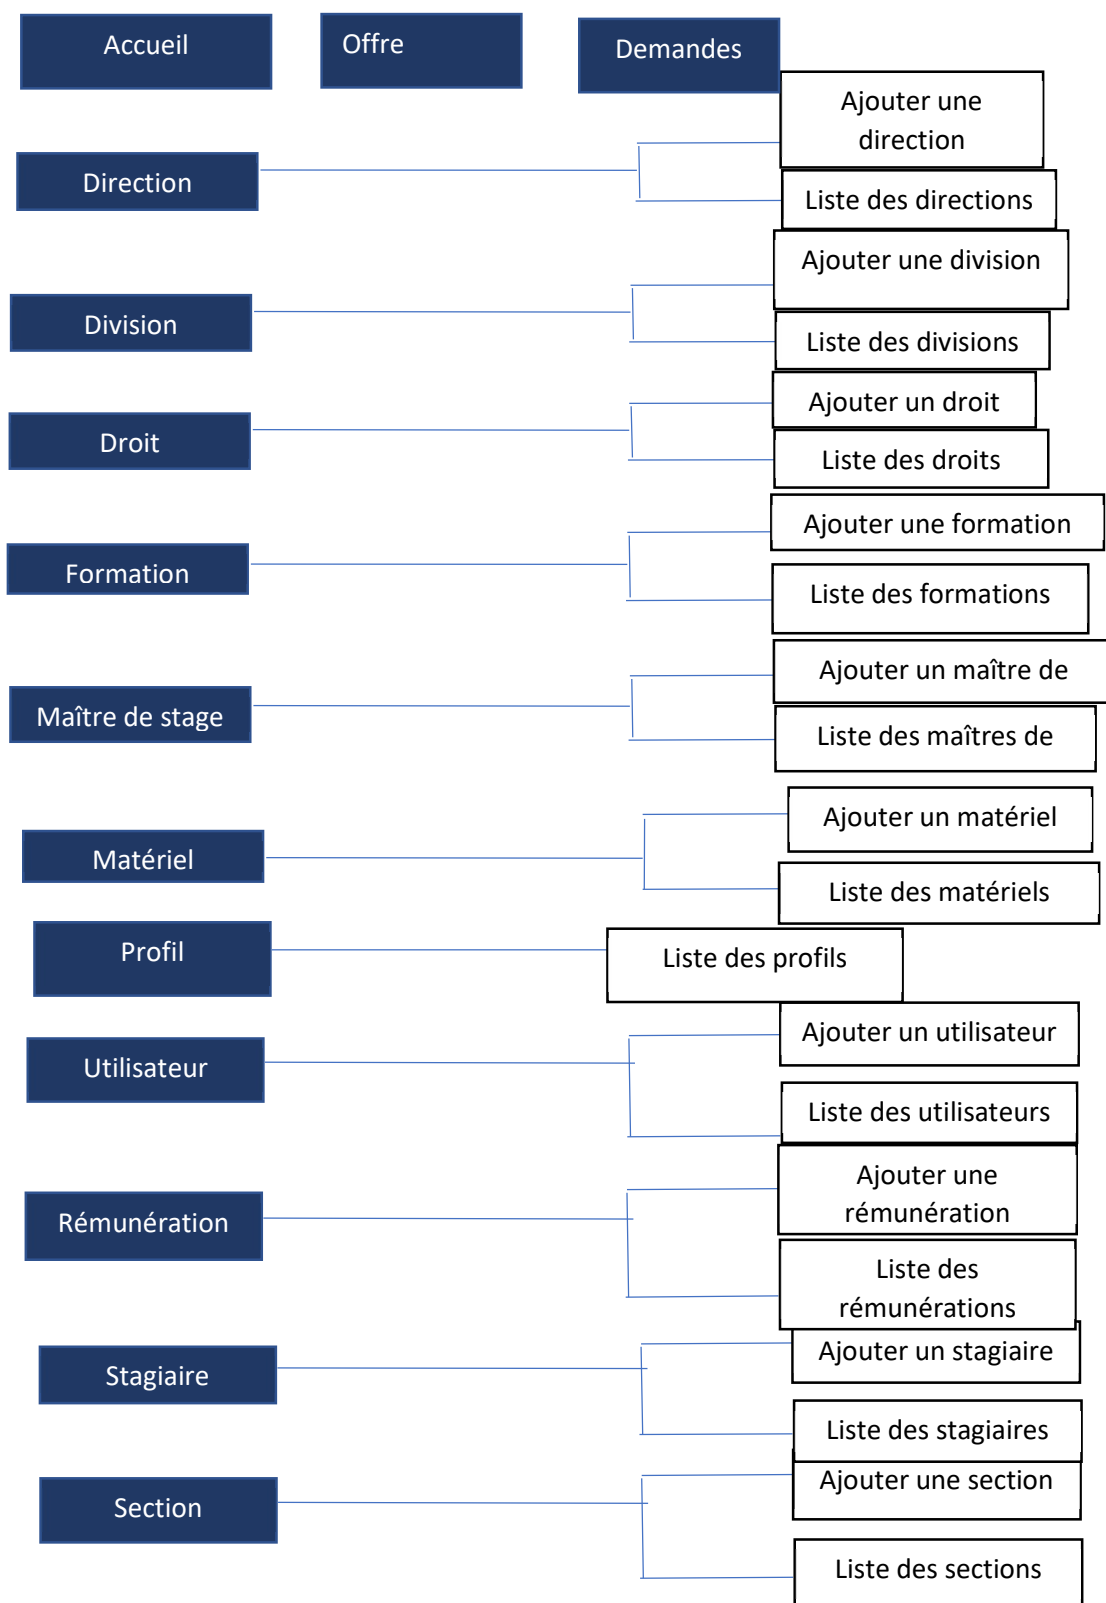 Accueil
Offre
Demandes
Ajouter une
direction
Direction
Liste des directions
Ajouter une division
Division
Liste des divisions
Ajouter un droit
Droit
Liste des droits
Ajouter une formation
Formation
Liste des formations
Ajouter un maître de
Maître de stage
Liste des maîtres de
Ajouter un matériel
Matériel
Liste des matériels
Profil
Liste des profils
Ajouter un utilisateur
Utilisateur
Liste des utilisateurs
Ajouter une
rémunération
Rémunération
Liste des
rémunérations
Ajouter un stagiaire
Stagiaire
Liste des stagiaires
Ajouter une section
Section
Liste des sections